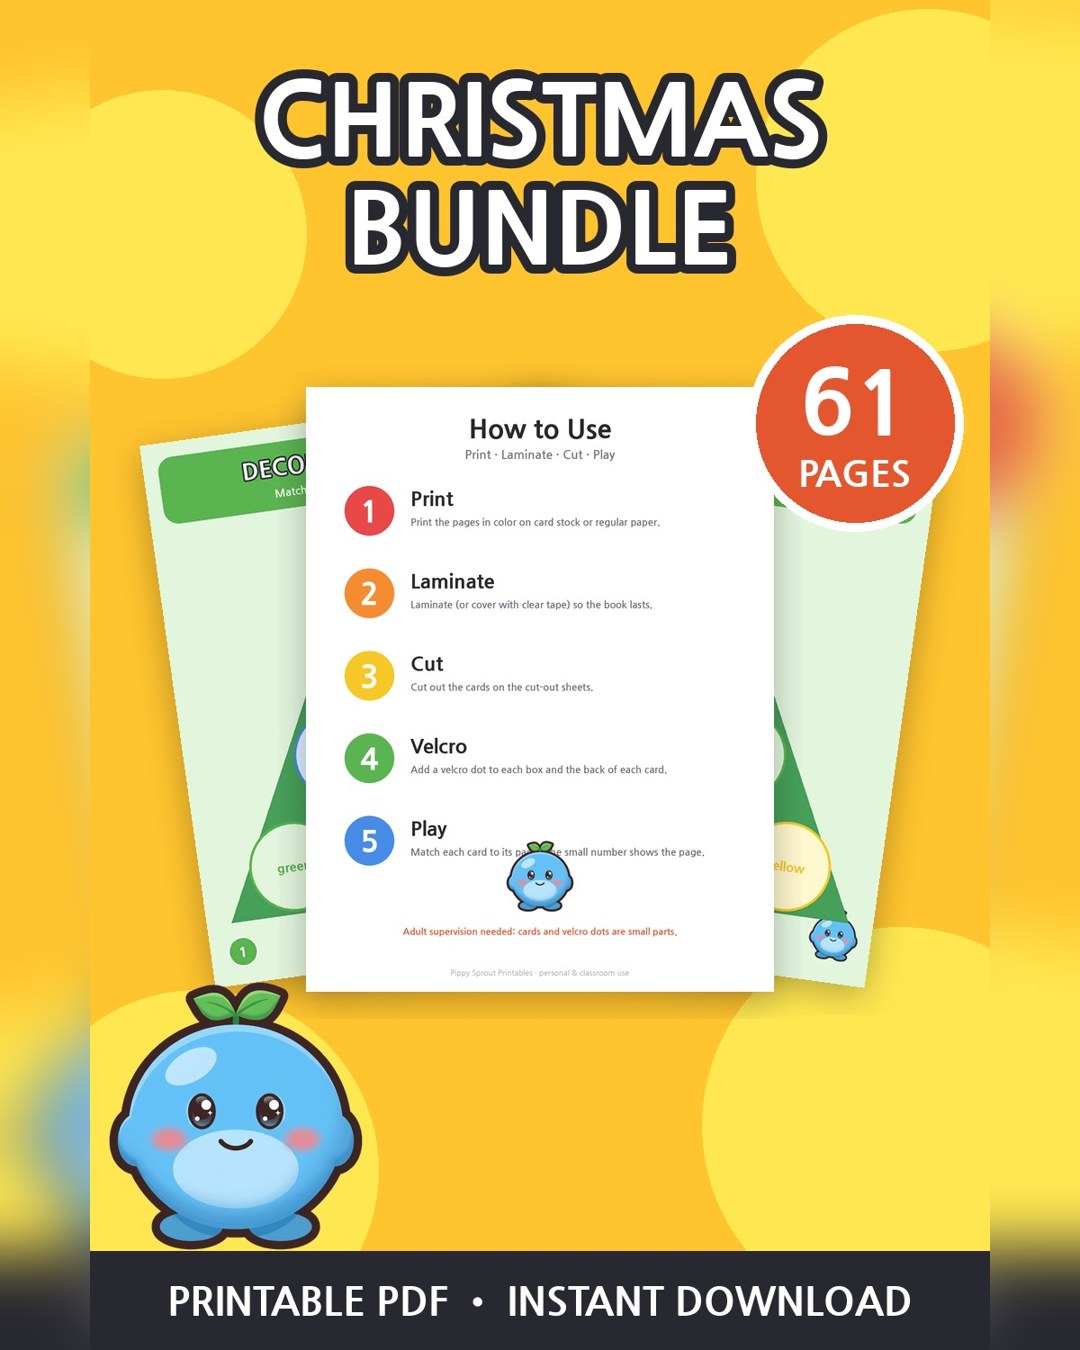 CHRISTMAS
BUNDLE
61
PAGES
How to Use
Print · Laminate · Cut · Play
1
Print
Print the pages in color on card stock or regular paper.
2
Laminate
Laminate (or cover with clear tape) so the book lasts.
3
Cut
Cut out the cards on the cut-out sheets.
4
Velcro
Add a velcro dot to each box and the back of each card.
5
Play
Match each card to its small number shows the page.
Adult supervision needed: cards and velcro dots are small parts.
Pippy Sprout Printables · personal & classroom use
DECO
Match
green
1
ellow
PRINTABLE PDF • INSTANT DOWNLOAD